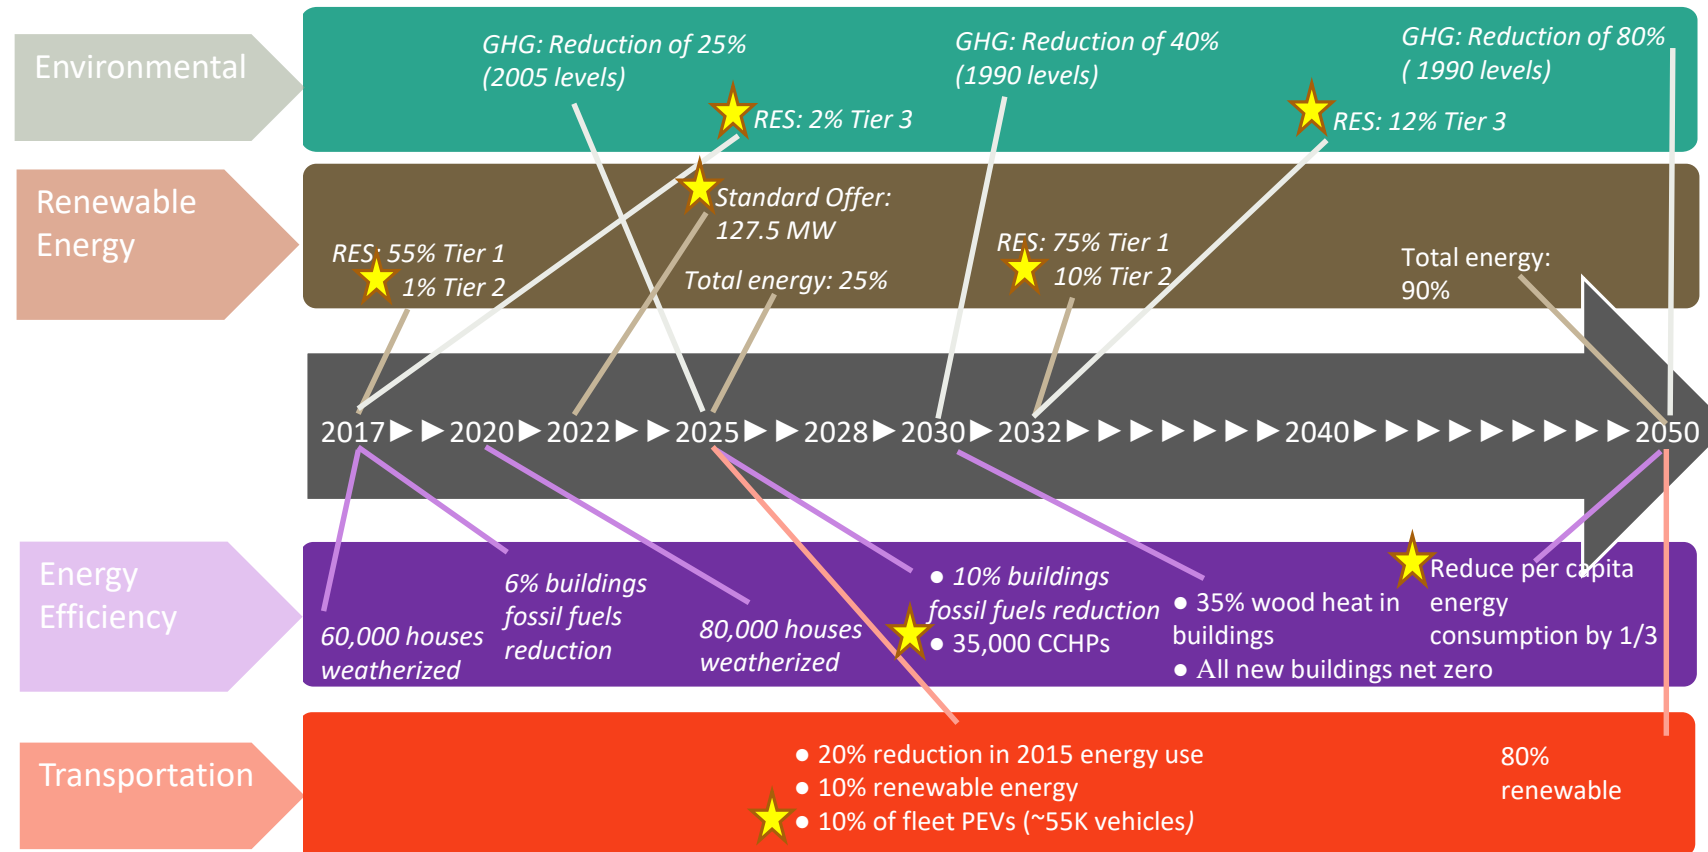 Environmental
GHG: Reduction of 25%
(2005 levels)
RES: 2% Tier 3
GHG: Reduction of 40%
(1990 levels)
GHG: Reduction of 80%
( 1990 levels)
RES: 12% Tier 3
Renewable
Energy
RES: 55% Tier 1
1% Tier 2
Standard Offer:
127.5 MW
Total energy: 25%
RES: 75% Tier 1
10% Tier 2
Total energy:
90%
2017 ▶ ▶ 2020 ▶ 2022 ▶ ▶ 2025 ▶ ▶ 2028 ▶ 2030 ▶ 2032 ▶ ▶ ▶ ▶ ▶ ▶ ▶ ▶ ▶ 2040 ▶ ▶ ▶ ▶ ▶ ▶ ▶ ▶ ▶ ▶ ▶ 2050
Energy
Efficiency
60,000 houses
weatherized
6% buildings
fossil fuels
reduction
80,000 houses
weatherized
● 10% buildings
fossil fuels reduction
● 35,000 CCHPs
● 35% wood heat in
buildings
● All new buildings net zero
Reduce per capita
energy
consumption by 1/3
Transportation
● 20% reduction in 2015 energy use
● 10% renewable energy
● 10% of fleet PEVs (~55K vehicles)
80%
renewable